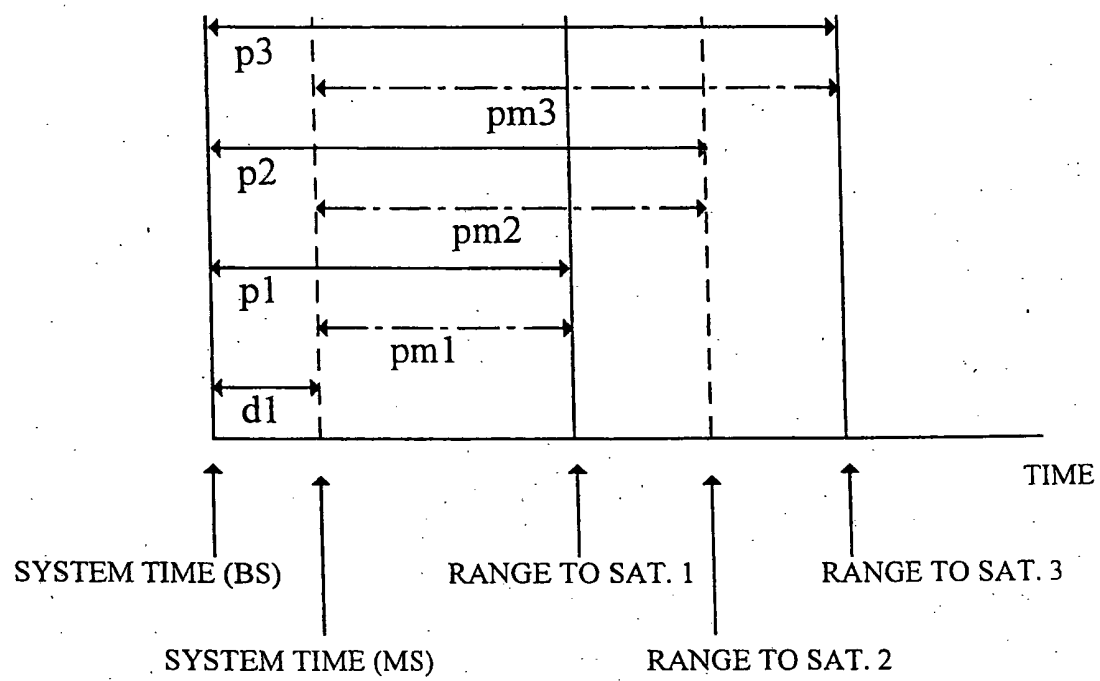 p3
pm3
p2
pm2
p1
pm1
d1
TIME
SYSTEM TIME (BS)
RANGE TO SAT. 1
RANGE TO SAT. 3
SYSTEM TIME (MS)
RANGE TO SAT. 2